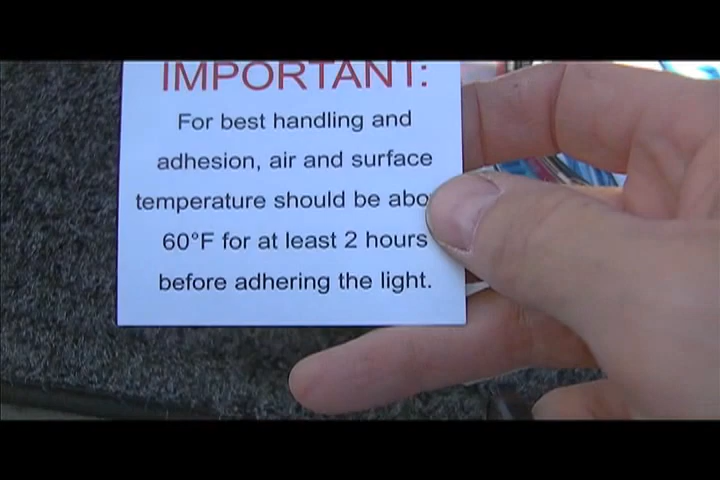 IMPORTANT:
For best handling and
adhesion, air and surface
temperature should be
60°F for at least 2 hours
before adhering the light.